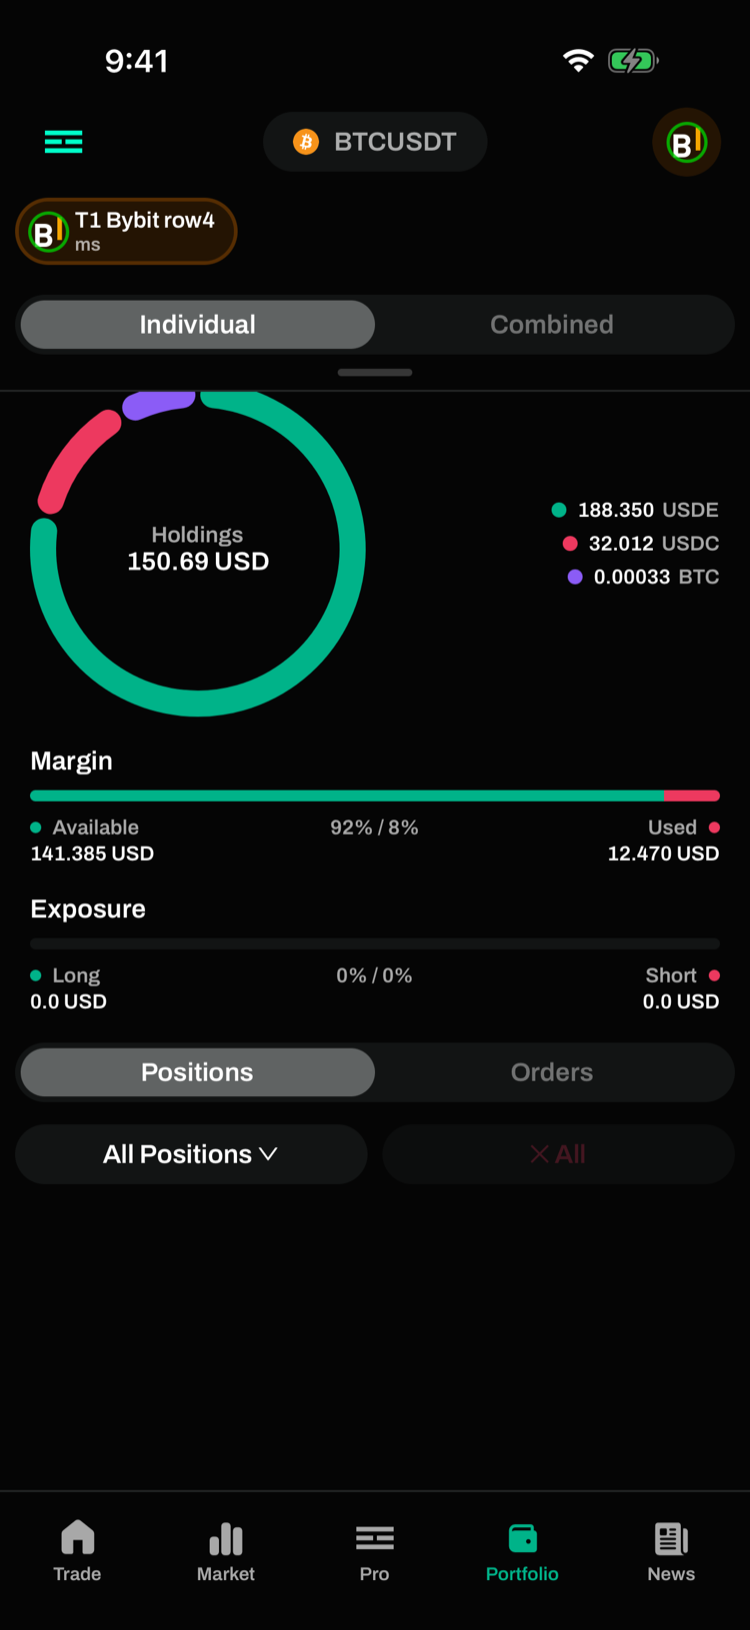 9:41
BTCUSDT
B
T1 Bybit row4
B
ms
Individual
Combined
Holdings
150.69 USD
188.350 USDE
32.012 USDC
0.00033 BTC
Margin
Available
92% / 8%
Used
141.385 USD
12.470 USD
Exposure
Long
0% / 0%
Short
0.0 USD
0.0 USD
Positions
Orders
All Positions
All
Trade
Market
Pro
Portfolio
News